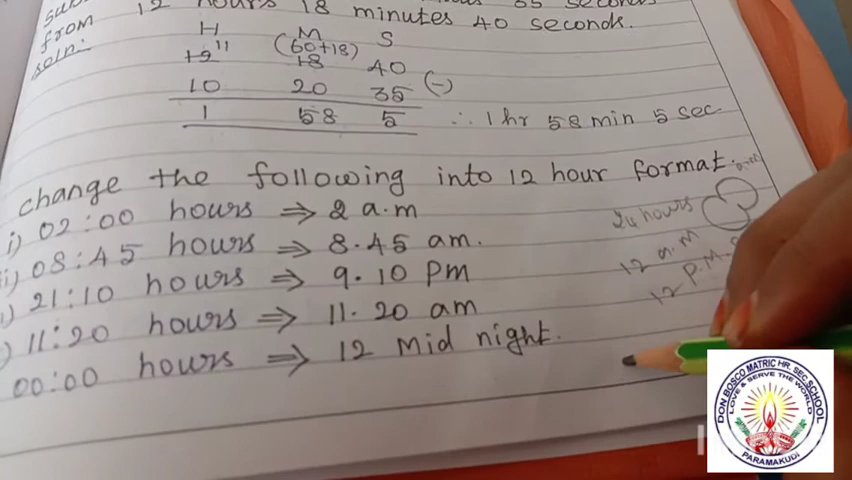 from 12 hours 18 minutes 40 seconds.
soln:
H M S
(60+18)
12 11 18 40
10 20 35 (-)
1 58 5 ∴ 1 hr 58 min 5 sec
change the following into 12 hour format.
i) 02:00 hours ⇒ 2 a.m
ii) 08:45 hours ⇒ 8.45 am.
) 21:10 hours ⇒ 9.10 pm
) 11:20 hours ⇒ 11.20 am
00:00 hours ⇒ 12 Mid night.
24 hours
12 a.m
12 P.M
DON BOSCO MATRIC HR. SEC SCHOOL
LOVE & SERVE THE WORLD
PARAMAKUDI